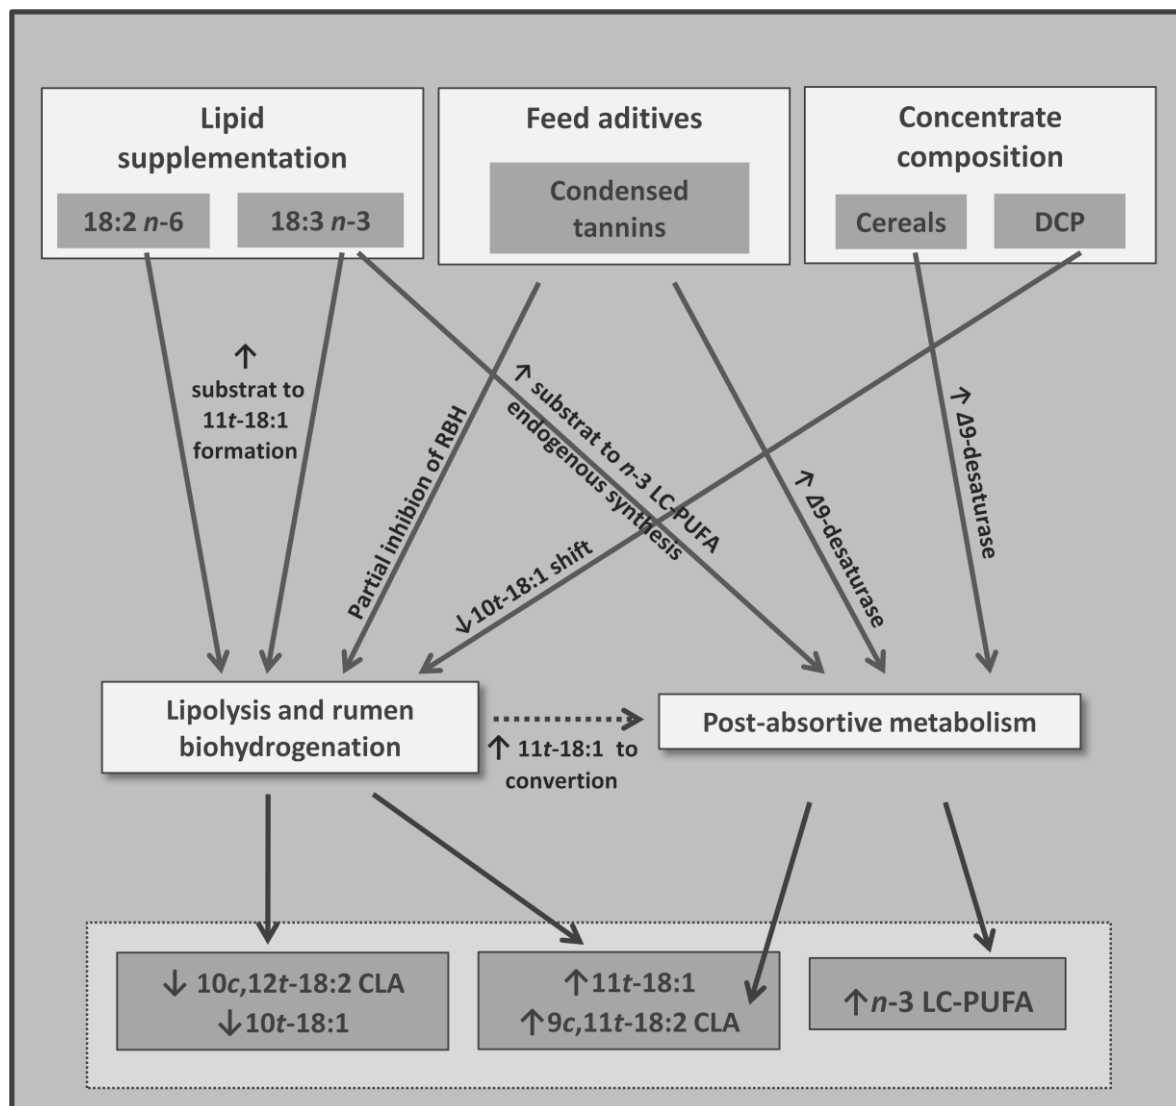 Lipid
supplementation
18:2 n-6
18:3 n-3
Feed aditives
Condensed
tannins
Concentrate
composition
Cereals
DCP
↑
substrat to
11t-18:1
formation
Partial inhibion of RBH
↑ substrat to n-3 LC-PUFA
endogenous synthesis
↓10t-18:1 shift
↑ Δ9-desaturase
↑ Δ9-desaturase
Lipolysis and rumen
biohydrogenation
↑ 11t-18:1 to
convertion
Post-absortive metabolism
↓ 10c,12t-18:2 CLA
↓10t-18:1
↑11t-18:1
↑9c,11t-18:2 CLA
↑n-3 LC-PUFA